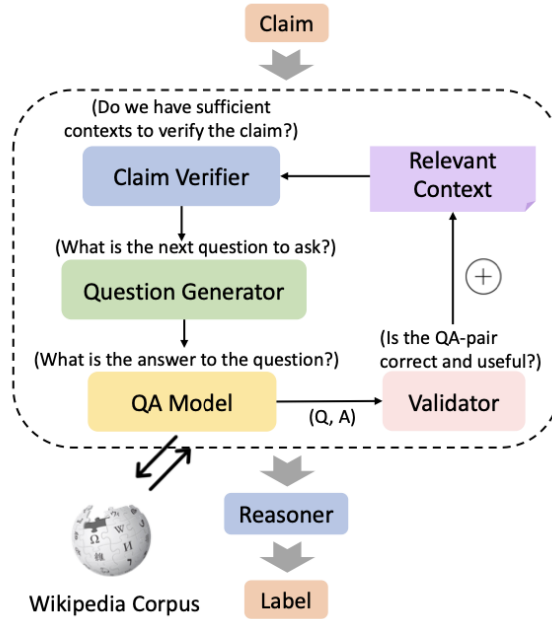 Claim
(Do we have sufficient
contexts to verify the claim?)
Claim Verifier
Relevant
Context
(What is the next question to ask?)
Question Generator
+
(What is the answer to the question?)
(Is the QA-pair
correct and useful?)
QA Model
(Q, A)
Validator
Reasoner
Ω
W
И
7
Wikipedia Corpus
Label